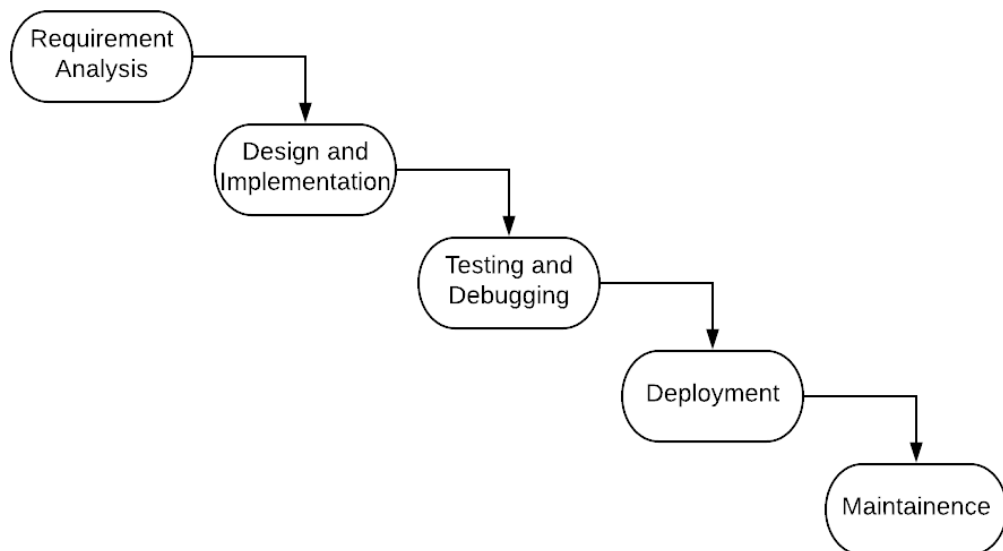 Requirement
Analysis
Design and
Implementation
Testing and
Debugging
Deployment
Maintainence